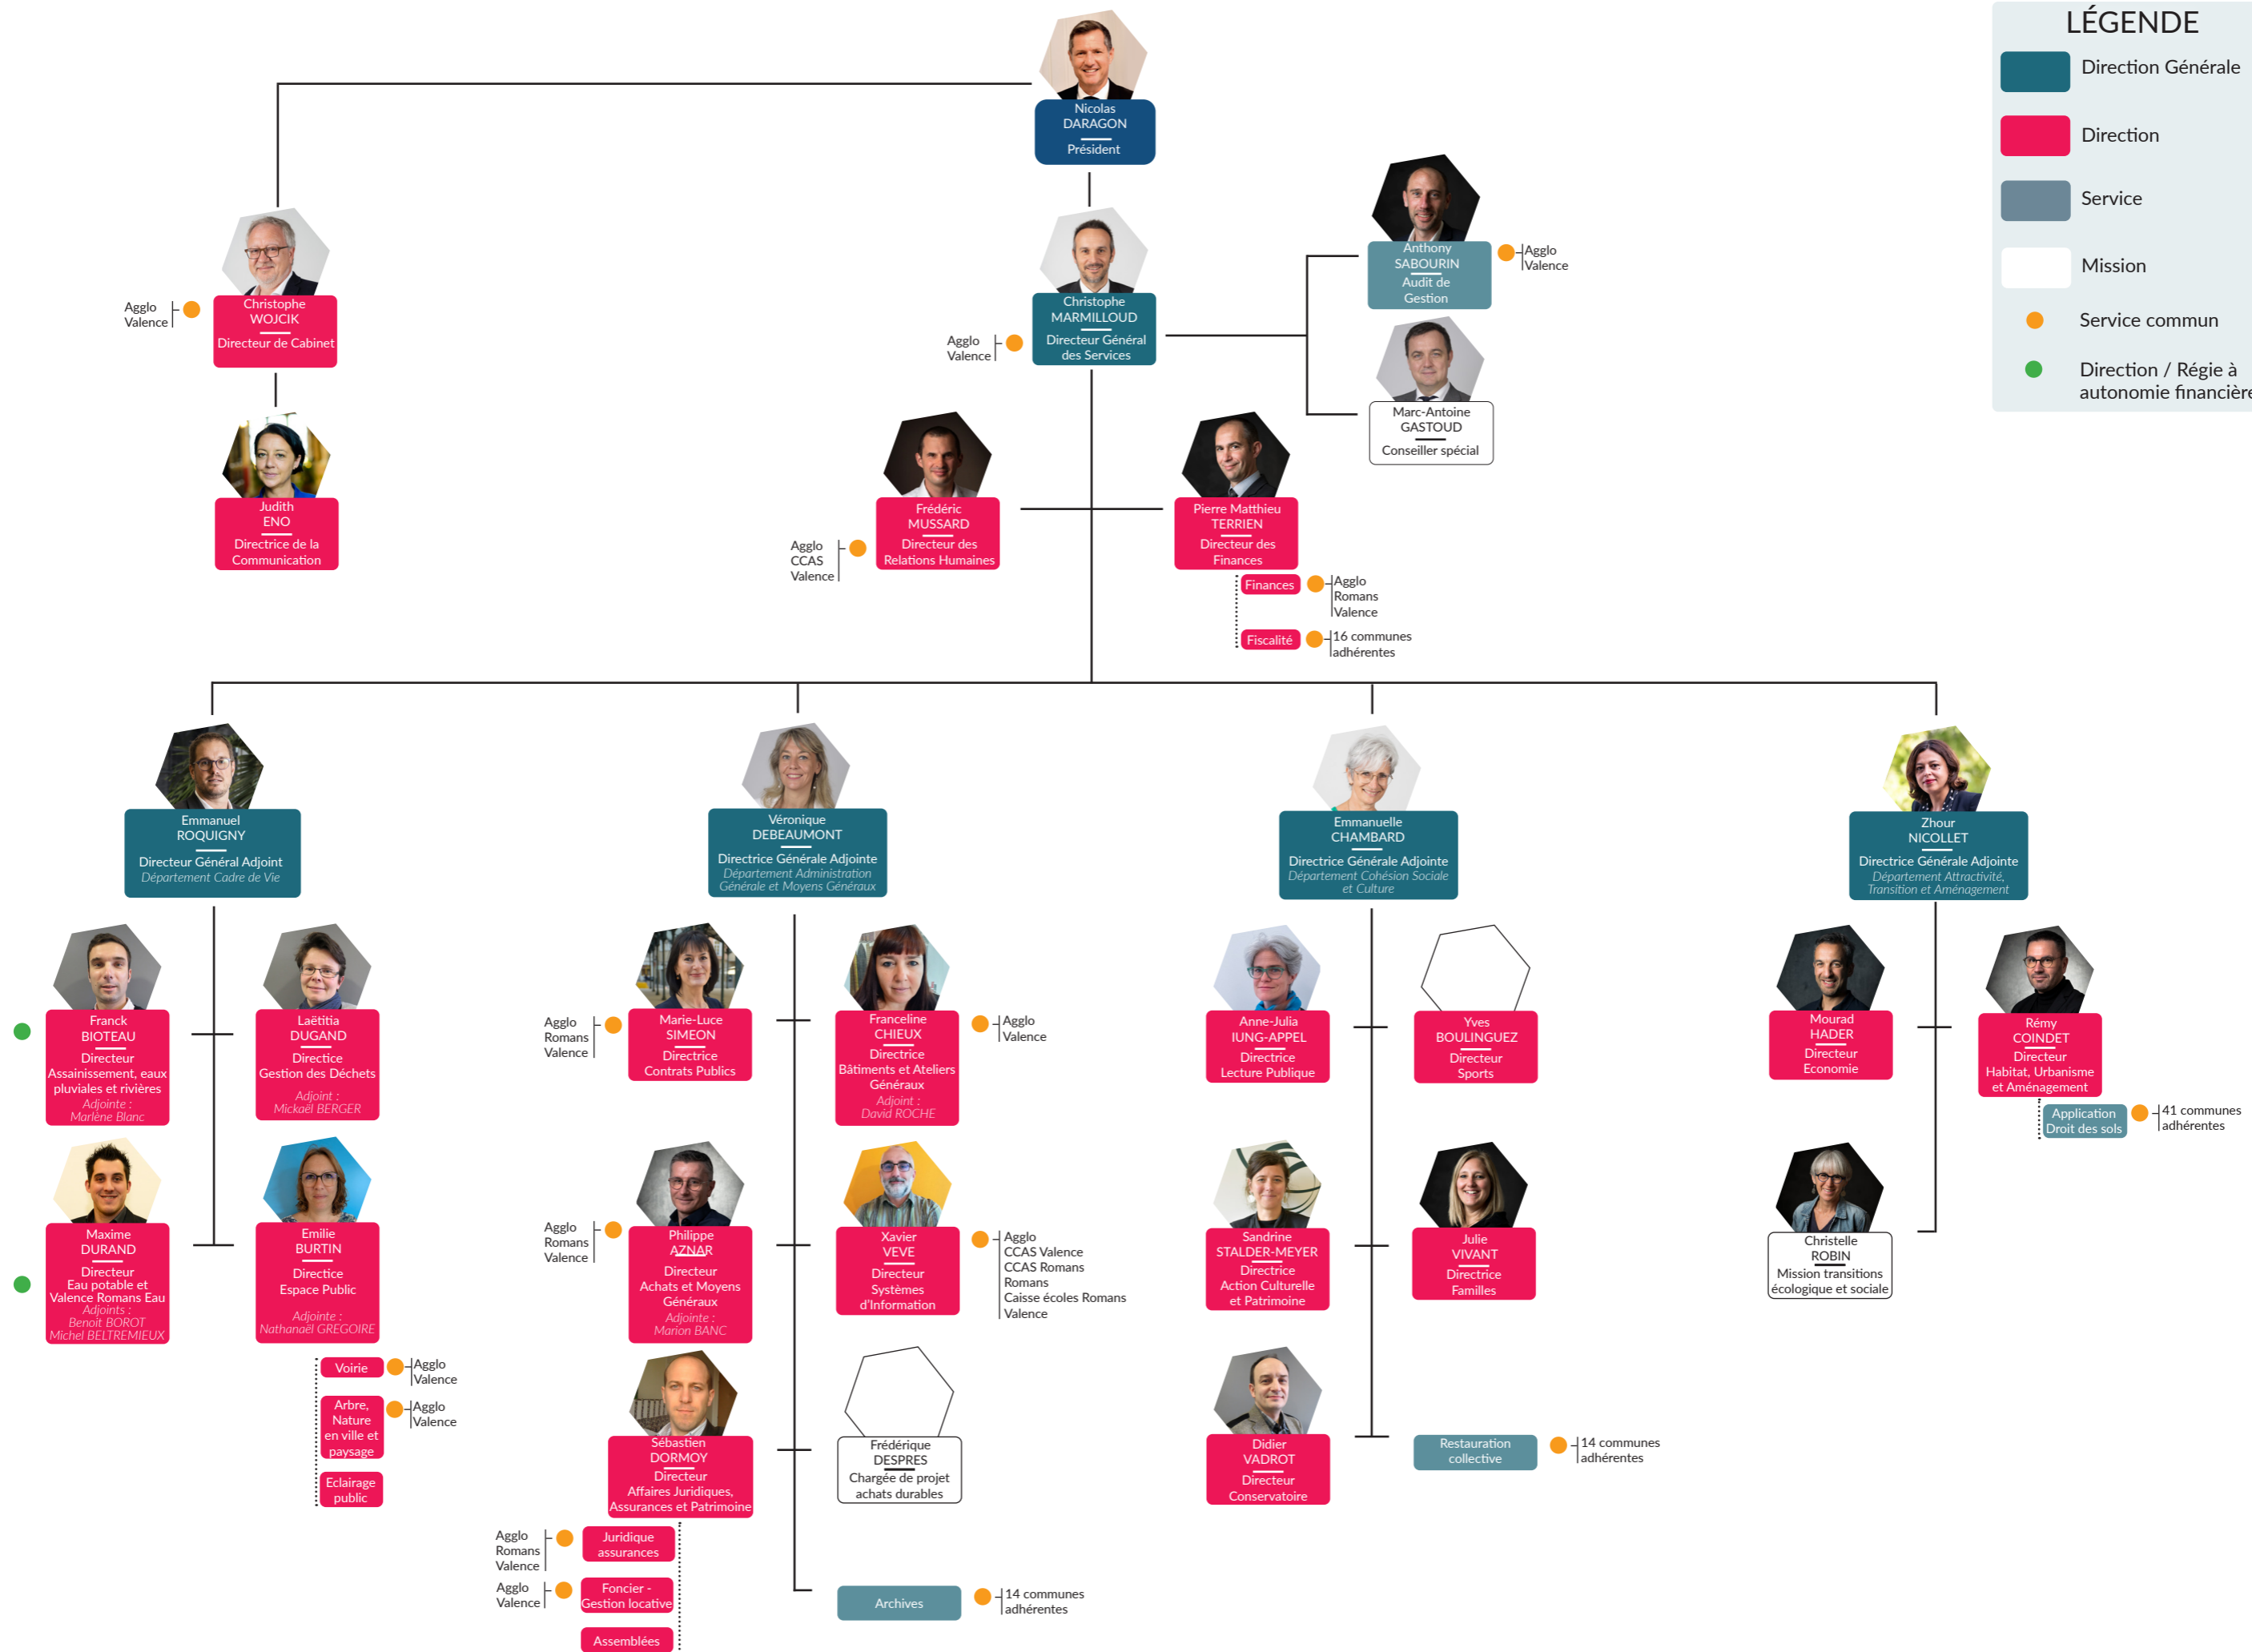 LÉGENDE
Direction Générale
Direction
Service
Mission
Service commun
Direction / Régie à
autonomie financière
Nicolas
DARAGON
Président
Agglo
Valence
Christophe
WOJCIK
Directeur de Cabinet
Judith
ENO
Directrice de la
Communication
Agglo
Valence
Christophe
MARMILLOUD
Directeur Général
des Services
Anthony
SABOURIN
Audit de
Gestion
Agglo
Valence
Marc-Antoine
GASTOUD
Conseiller spécial
Agglo
CCAS
Valence
Frédéric
MUSSARD
Directeur des
Relations Humaines
Pierre Matthieu
TERRIEN
Directeur des
Finances
Finances
Agglo
Romans
Valence
Fiscalité
16 communes
adhérentes
Emmanuel
ROQUIGNY
Directeur Général Adjoint
Département Cadre de Vie
Véronique
DEBEAUMONT
Directrice Générale Adjointe
Département Administration
Générale et Moyens Généraux
Emmanuelle
CHAMBARD
Directrice Générale Adjointe
Département Cohésion Sociale
et Culture
Zhour
NICOLLET
Directrice Générale Adjointe
Département Attractivité,
Transition et Aménagement
Franck
BIOTEAU
Directeur
Assainissement, eaux
pluviales et rivières
Adjointe :
Marlène Blanc
Laëtitia
DUGAND
Directice
Gestion des Déchets
Adjoint :
Mickaël BERGER
Maxime
DURAND
Directeur
Eau potable et
Valence Romans Eau
Adjoints :
Benoit BOROT
Michel BELTREMIEUX
Emilie
BURTIN
Directice
Espace Public
Adjointe :
Nathanaël GREGOIRE
Voirie
Agglo
Valence
Arbre,
Nature
en ville et
paysage
Agglo
Valence
Eclairage
public
Agglo
Romans
Valence
Marie-Luce
SIMEON
Directrice
Contrats Publics
Franceline
CHIEUX
Directrice
Bâtiments et Ateliers
Généraux
Adjoint :
David ROCHE
Agglo
Valence
Agglo
Romans
Valence
Philippe
AZNAR
Directeur
Achats et Moyens
Généraux
Adjointe :
Marion BANC
Xavier
VEVE
Directeur
Systèmes
d'Information
Agglo
CCAS Valence
CCAS Romans
Romans
Caisse écoles Romans
Valence
Sébastien
DORMOY
Directeur
Affaires Juridiques,
Assurances et Patrimoine
Frédérique
DESPRES
Chargée de projet
achats durables
Agglo
Romans
Valence
Juridique
assurances
Agglo
Valence
Foncier -
Gestion locative
Assemblées
Archives
14 communes
adhérentes
Anne-Julia
IUNG-APPEL
Directrice
Lecture Publique
Yves
BOULINGUEZ
Directeur
Sports
Sandrine
STALDER-MEYER
Directrice
Action Culturelle
et Patrimoine
Julie
VIVANT
Directrice
Familles
Didier
VADROT
Directeur
Conservatoire
Restauration
collective
14 communes
adhérentes
Mourad
HADER
Directeur
Economie
Rémy
COINDET
Directeur
Habitat, Urbanisme
et Aménagement
Application
Droit des sols
41 communes
adhérentes
Christelle
ROBIN
Mission transitions
écologique et sociale